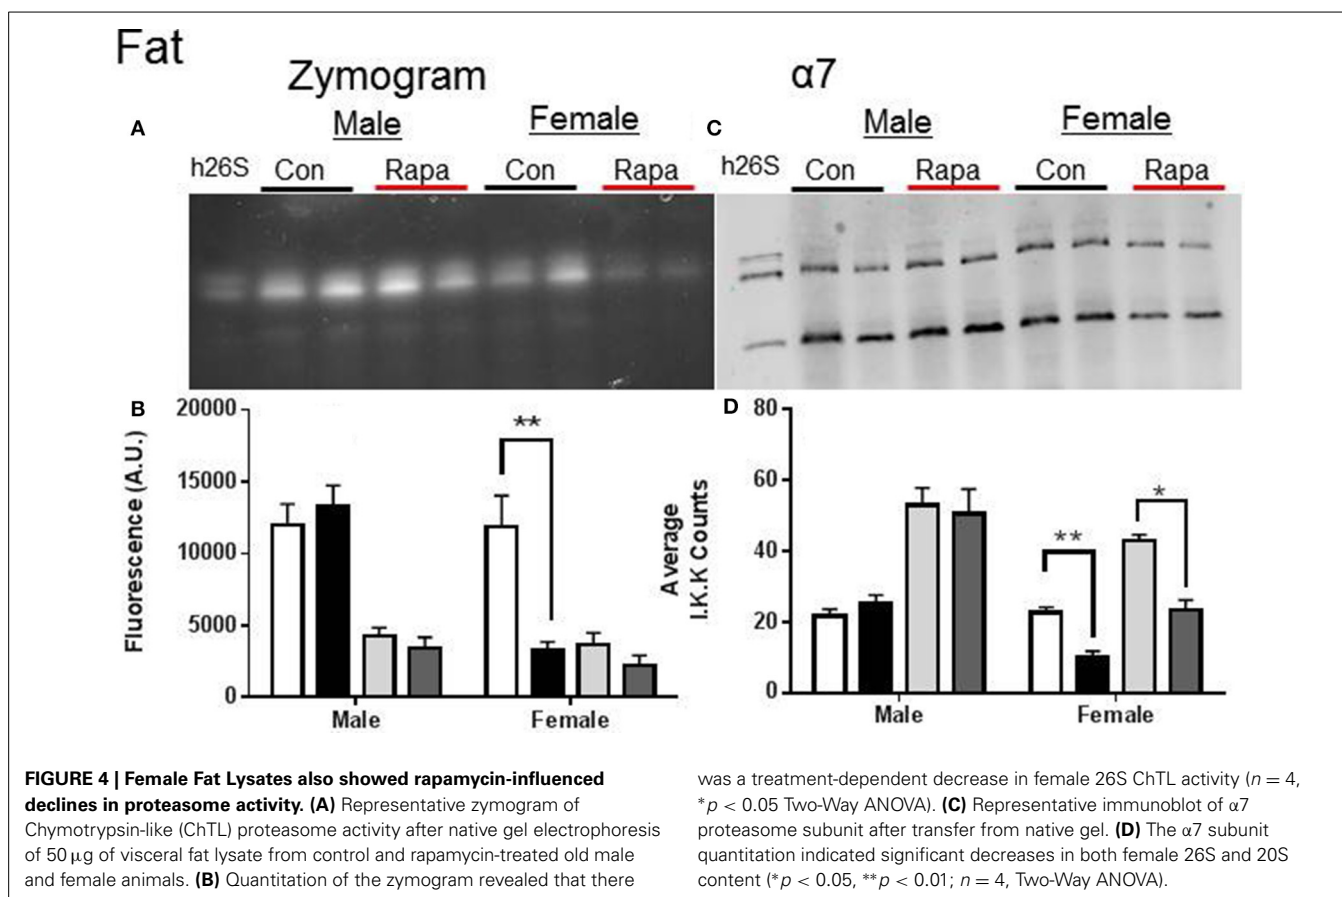 Fat
Zymogram
α7
A
Male
Female
C
Male
Female
h26S
Con
Rapa
Con
Rapa
h26S
Con
Rapa
Con
Rapa
B
20000
15000
10000
5000
0
Fluorescence (A.U.)
**
Male
Female
D
80
60
40
20
0
Average
I.K.K Counts
**
*
Male
Female
FIGURE 4 | Female Fat Lysates also showed rapamycin-influenced
declines in proteasome activity. (A) Representative zymogram of
Chymotrypsin-like (ChTL) proteasome activity after native gel electrophoresis
of 50 μg of visceral fat lysate from control and rapamycin-treated old male
and female animals. (B) Quantitation of the zymogram revealed that there
was a treatment-dependent decrease in female 26S ChTL activity (n = 4,
*p < 0.05 Two-Way ANOVA). (C) Representative immunoblot of α7
proteasome subunit after transfer from native gel. (D) The α7 subunit
quantitation indicated significant decreases in both female 26S and 20S
content (*p < 0.05, **p < 0.01; n = 4, Two-Way ANOVA).